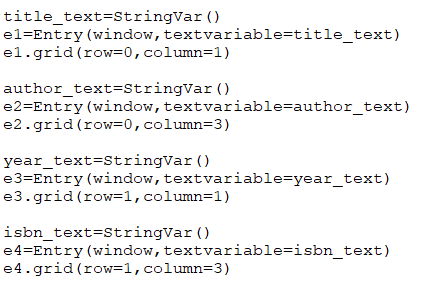 title_text=StringVar()
e1=Entry(window,textvariable=title_text)
e1.grid(row=0,column=1)
author_text=StringVar()
e2=Entry(window,textvariable=author_text)
e2.grid(row=0,column=3)
year_text=StringVar()
e3=Entry(window,textvariable=year_text)
e3.grid(row=1,column=1)
isbn_text=StringVar()
e4=Entry(window,textvariable=isbn_text)
e4.grid(row=1,column=3)